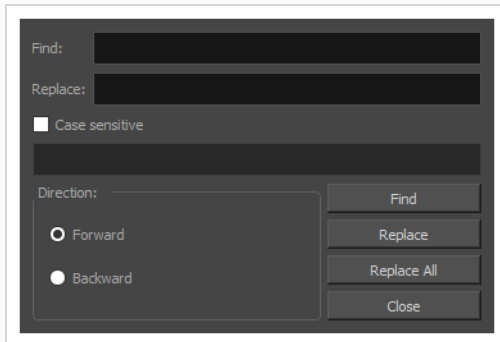 Find:
Replace:
Case sensitive
Direction:
Forward
Backward
Find
Replace
Replace All
Close